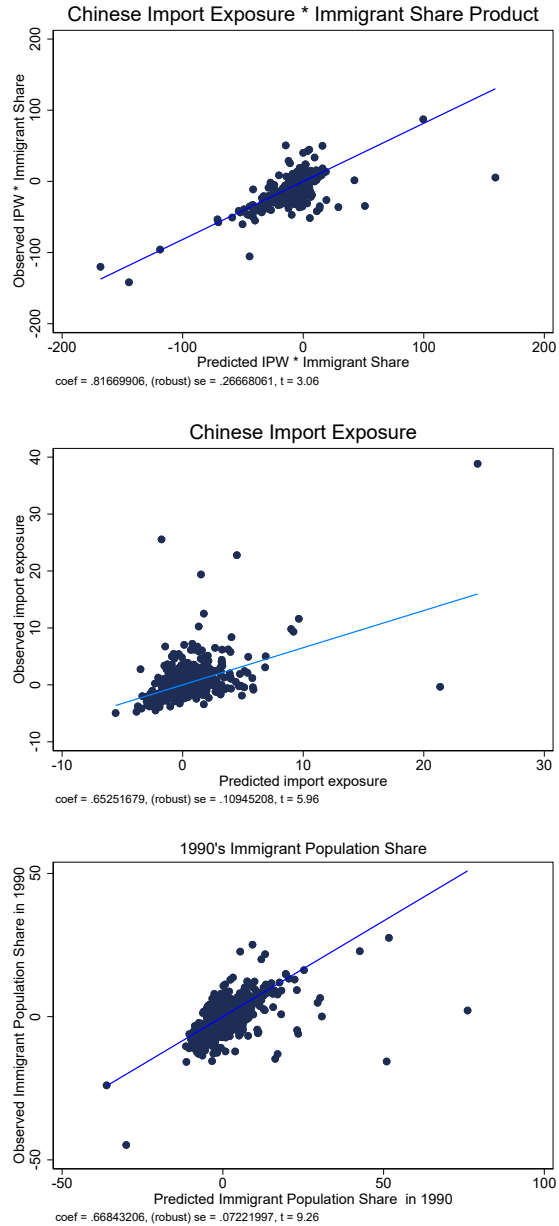 Chinese Import Exposure * Immigrant Share Product
Observed IPW * Immigrant Share
200
100
0
-100
-200
-200
-100
0
100
200
Predicted IPW * Immigrant Share
coef = .81669906, (robust) se = .26668061, t = 3.06
Chinese Import Exposure
Observed import exposure
40
30
20
10
0
-10
-10
0
10
20
30
Predicted import exposure
coef = .65251679, (robust) se = .10945208, t = 5.96
1990's Immigrant Population Share
Observed Immigrant Population Share in 1990
50
0
-50
-50
0
50
100
Predicted Immigrant Population Share in 1990
coef = .66843206, (robust) se = .07221997, t = 9.26